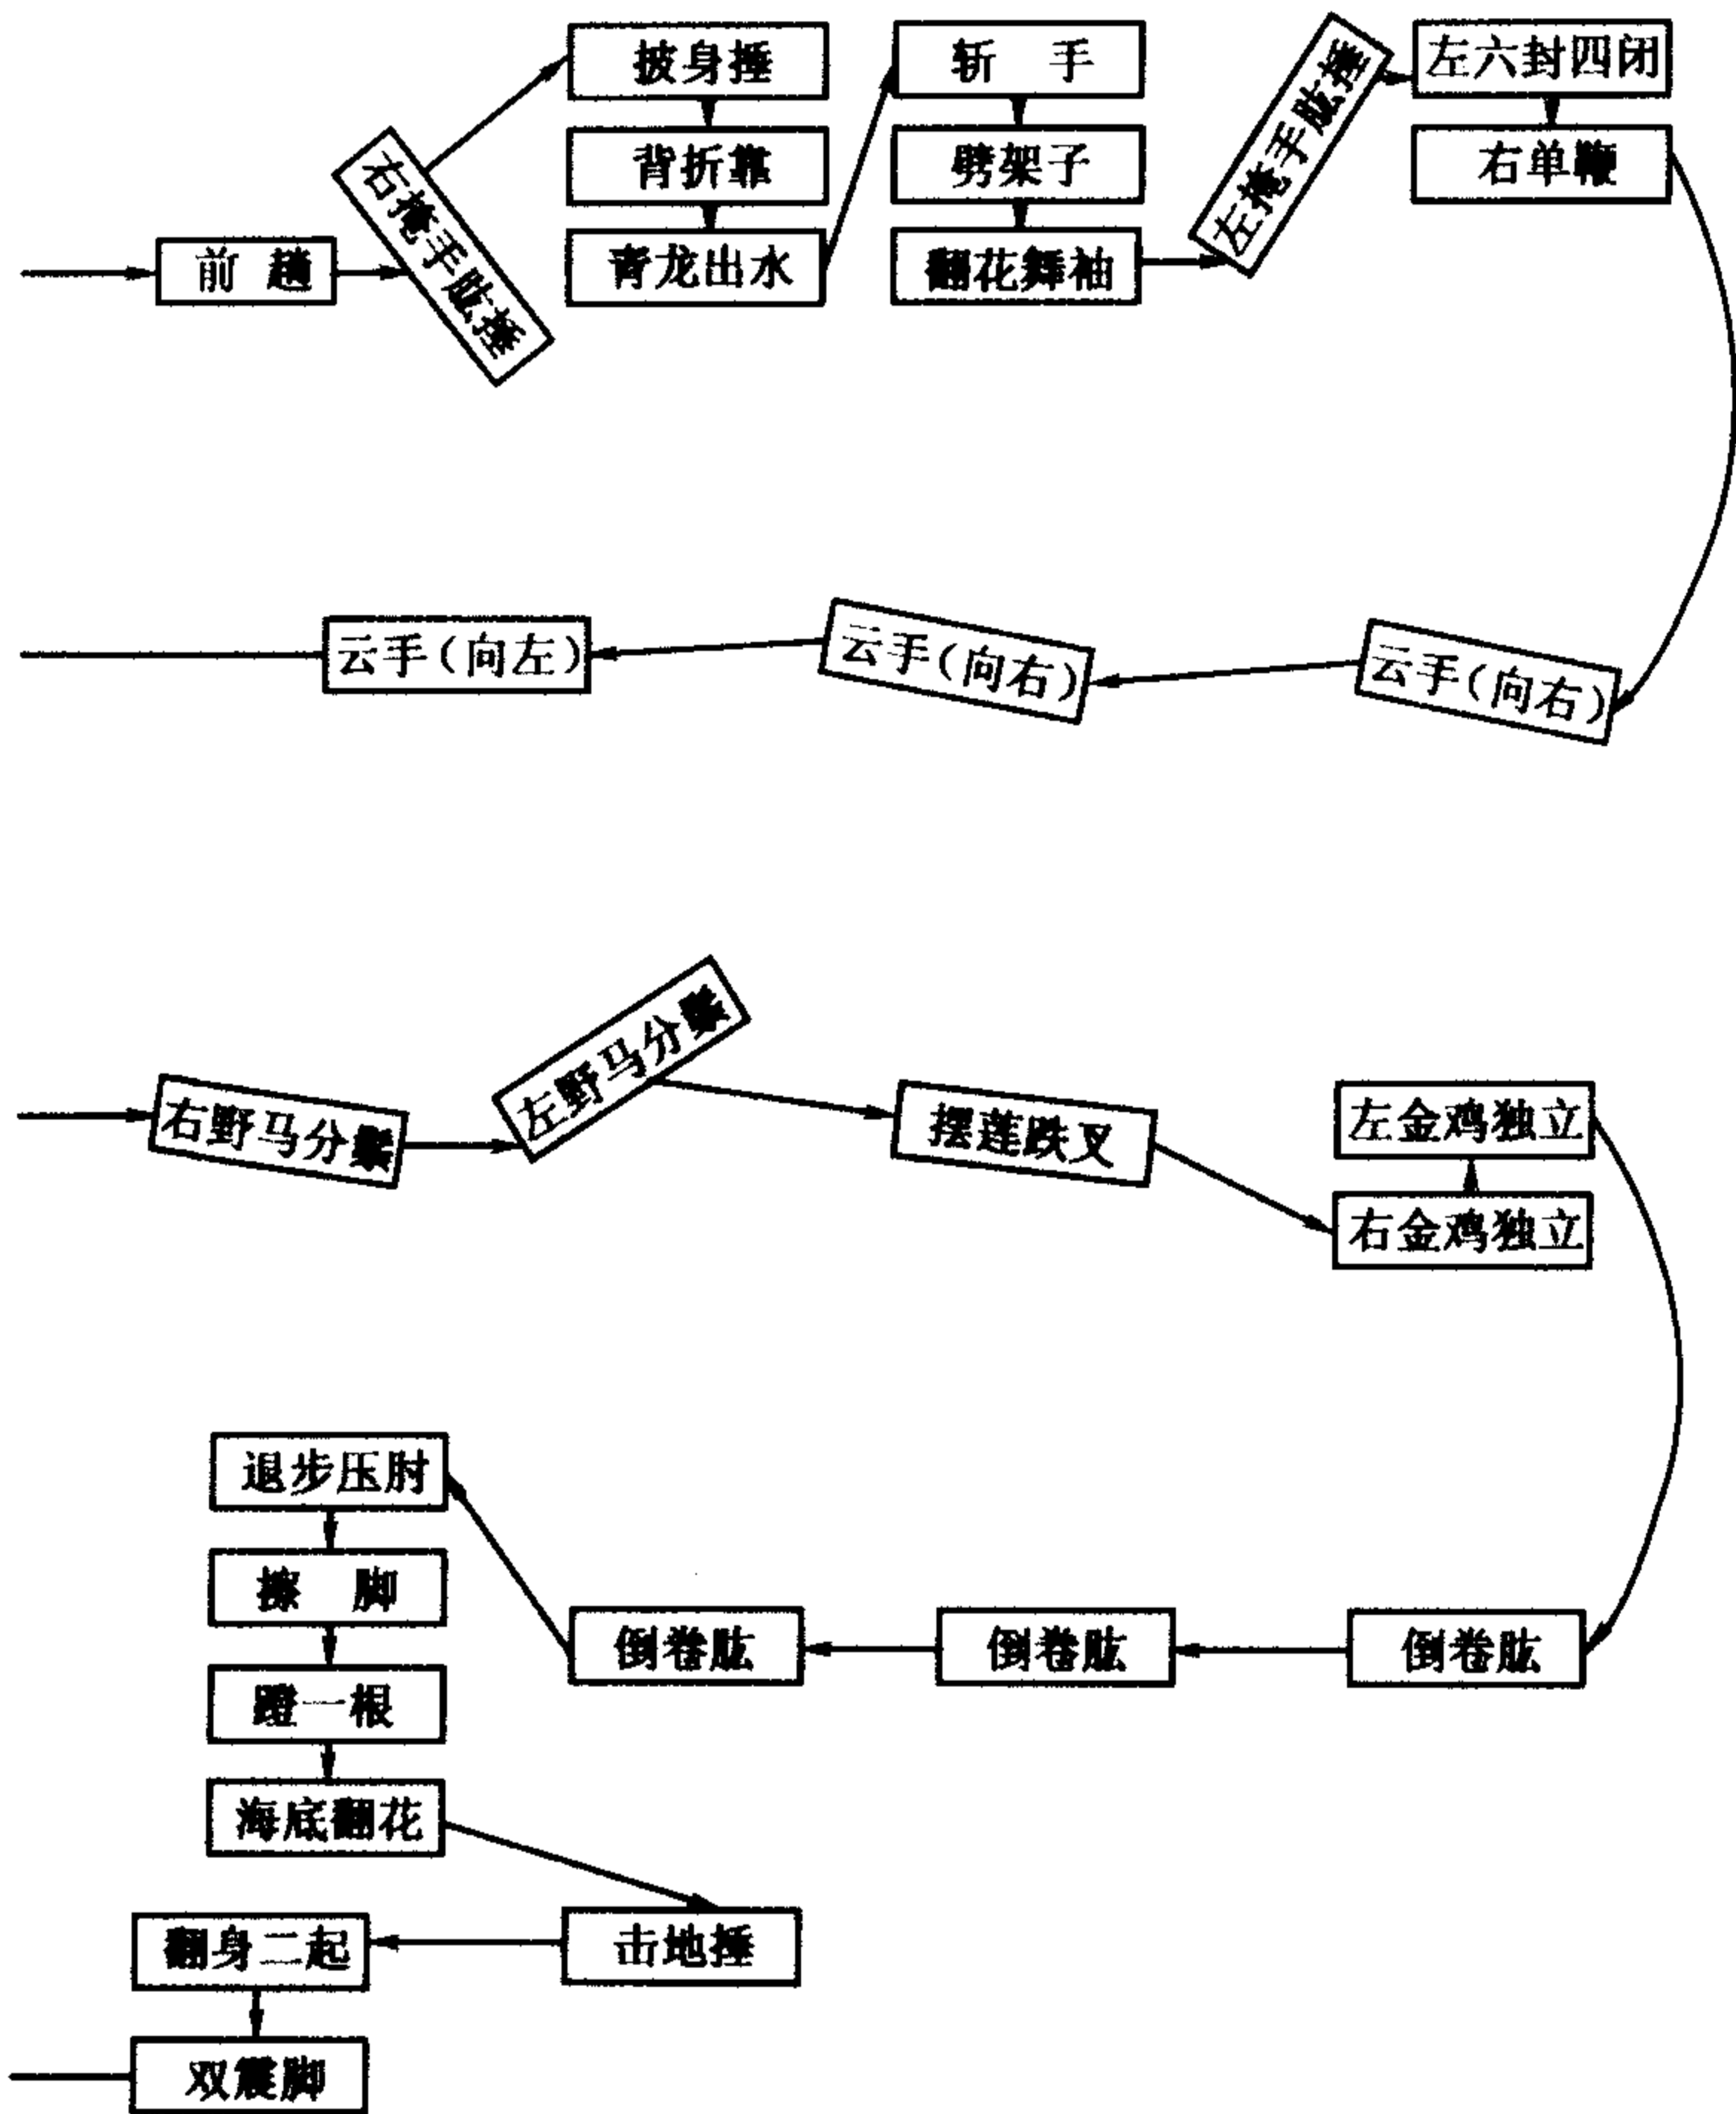 前 趟
右掩手肱捶
披身捶
背折靠
青龙出水
斩 手
劈架子
翻花舞袖
左掩手肱捶
左六封四闭
右单鞭
云手(向右)
云手(向右)
云手(向左)
右野马分鬃
左野马分鬃
摆莲跌叉
右金鸡独立
左金鸡独立
倒卷肱
倒卷肱
倒卷肱
退步压肘
擦 脚
蹬一根
海底翻花
击地捶
翻身二起
双震脚